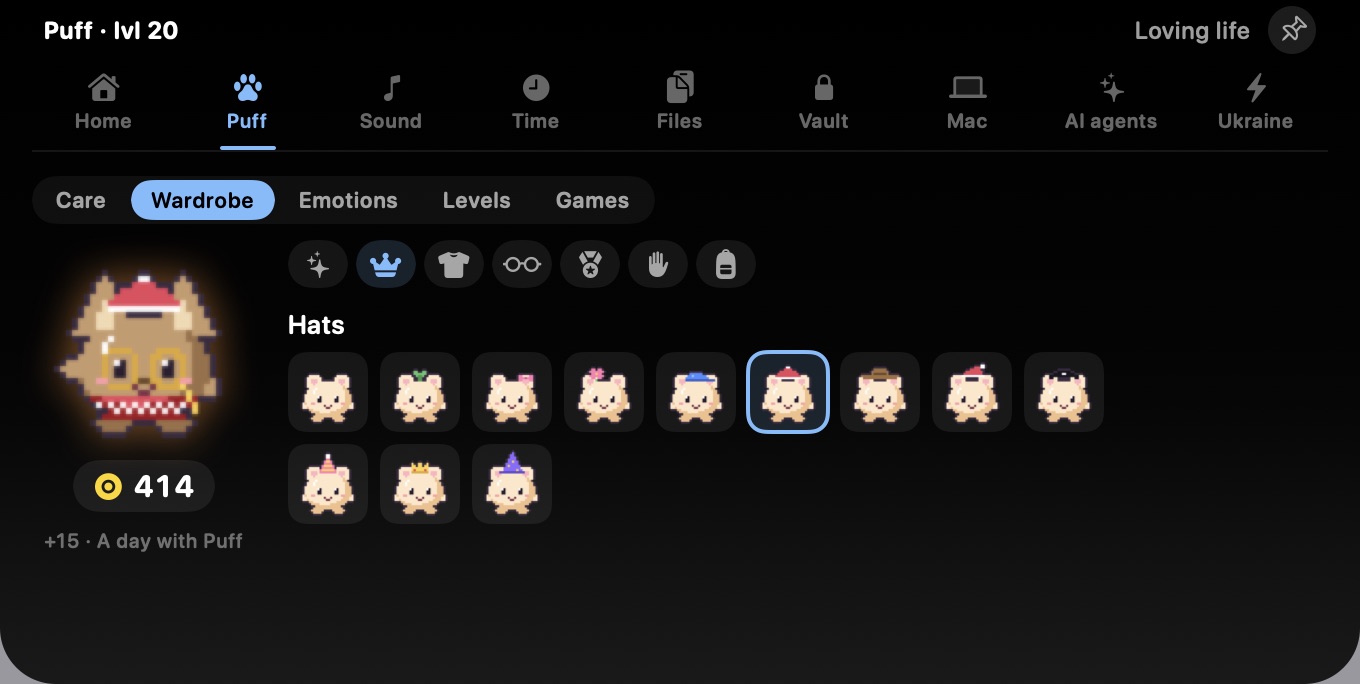 Puff · lvl 20
Loving life
Home
Puff
Sound
Time
Files
Vault
Mac
AI agents
Ukraine
Care
Wardrobe
Emotions
Levels
Games
Hats
414
+15 · A day with Puff